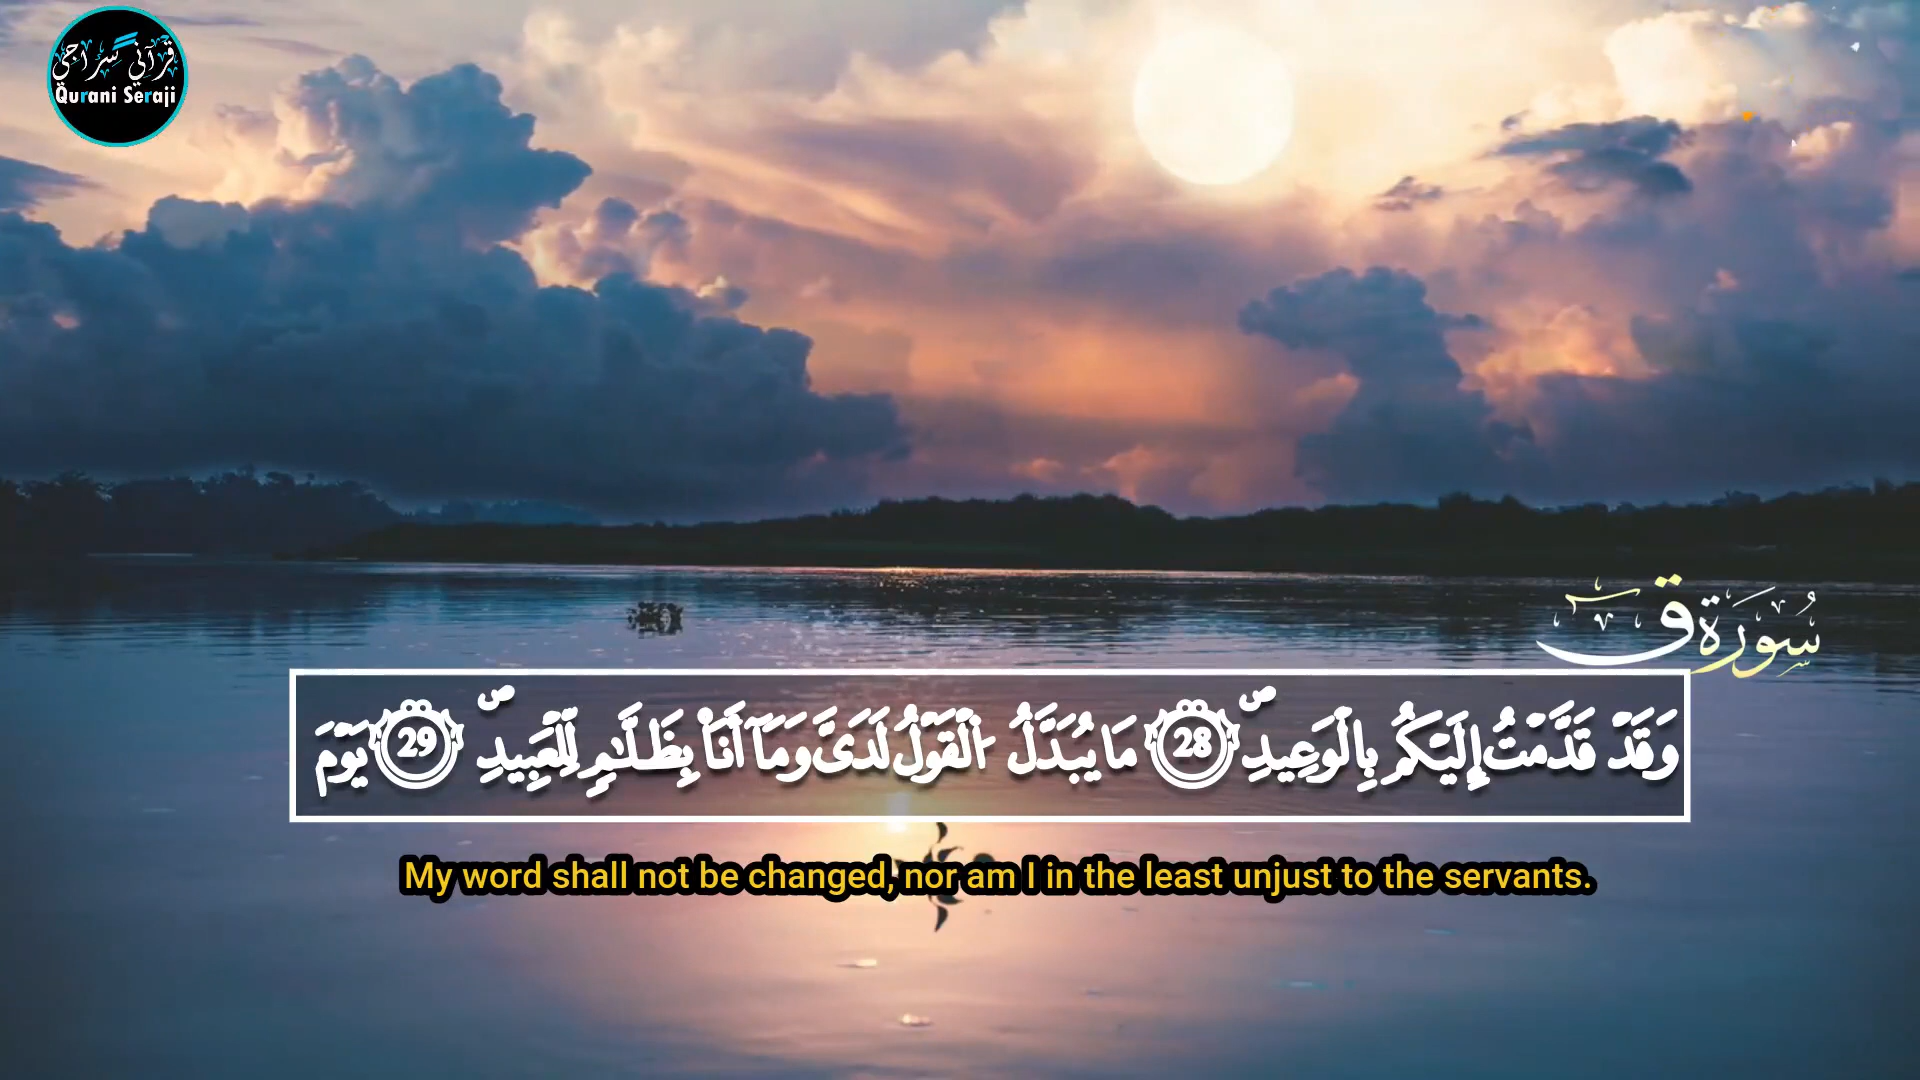 قرآني سراجي
Qurani Seraji
سُورَةُ ق
وَقَدْ قَدَّمْتُ إِلَيْكُمْ بِالْوَعِيدِ ۝28 مَا يُبَدَّلُ الْقَوْلُ لَدَيَّ وَمَآ أَنَا۠ بِظَلَّٰمٍ لِّلْعَبِيدِ ۝29 يَوْمَ
My word shall not be changed, nor am I in the least unjust to the servants.